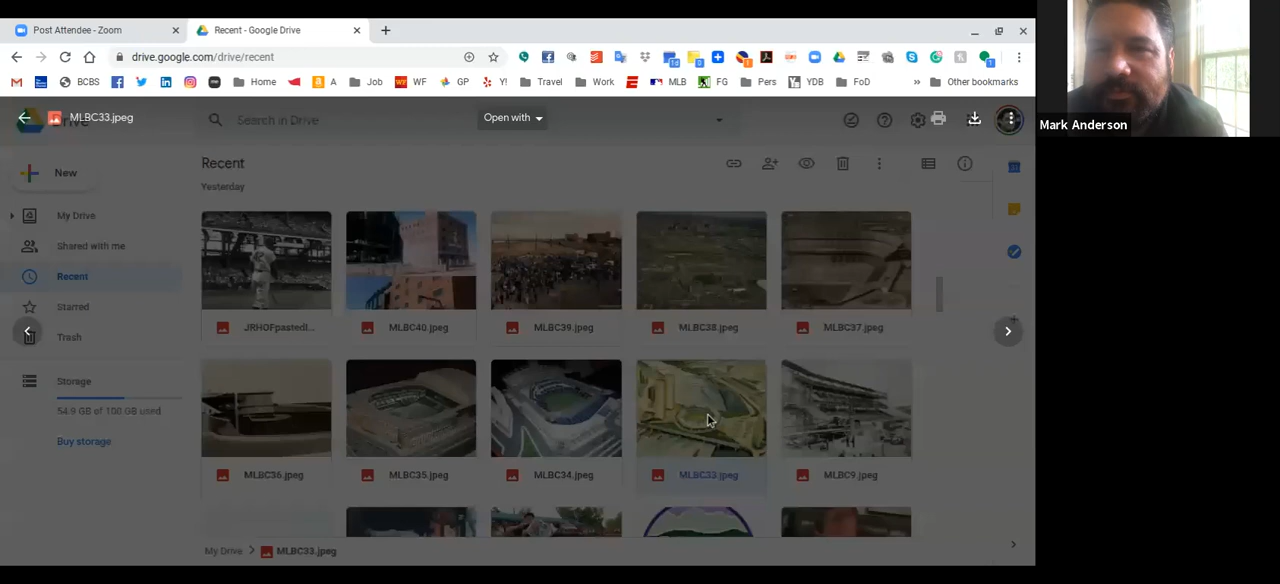 Post Attendee - Zoom
Recent - Google Drive
drive.google.com/drive/recent
BCBS
A
Job
WF
GP
Y!
Home
Travel
Work
MLB
FG
Pers
YDB
FoD
Other bookmarks
MLBC33.jpeg
Open with
Search in Drive
Mark Anderson
New
Recent
Yesterday
My Drive
Shared with me
Recent
Starred
Trash
Storage
54.9 GB of 100 GB used
Buy storage
JRHOFpastedI...
MLBC40.jpeg
MLBC39.jpeg
MLBC38.jpeg
MLBC37.jpeg
MLBC36.jpeg
MLBC35.jpeg
MLBC34.jpeg
MLBC33.jpeg
MLBC9.jpeg
My Drive > MLBC33.jpeg